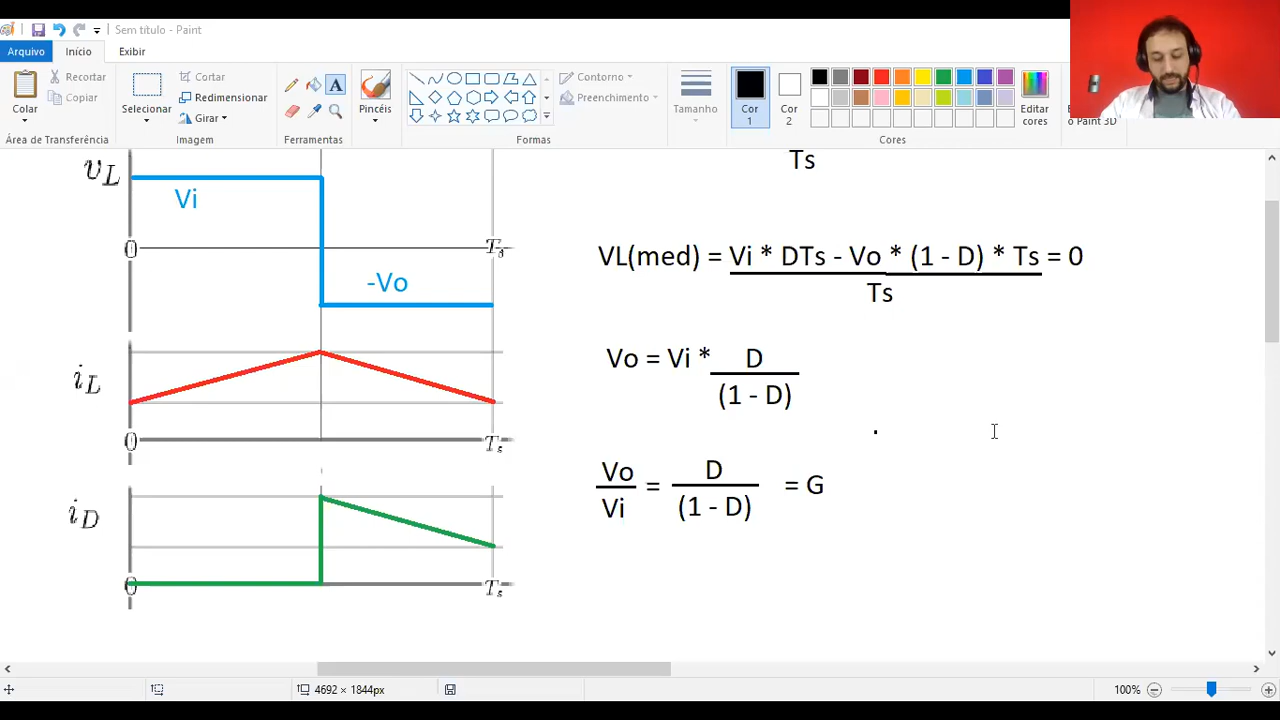 Sem título - Paint
Arquivo
Início
Exibir
Colar
Recortar
Copiar
Área de Transferência
Selecionar
Cortar
Redimensionar
Girar
Imagem
Ferramentas
Pincéis
Formas
Contorno
Preenchimento
Tamanho
Cor
1
Cor
2
Cores
Editar
cores
o Paint 3D
vL
Vi
0
Ts
-Vo
iL
0
Ts
iD
0
Ts
Ts
VL(med) = Vi * DTs - Vo * (1 - D) * Ts = 0
Ts
Vo = Vi * D
(1 - D)
Vo = D = G
Vi (1 - D)
4692 × 1844px
100%